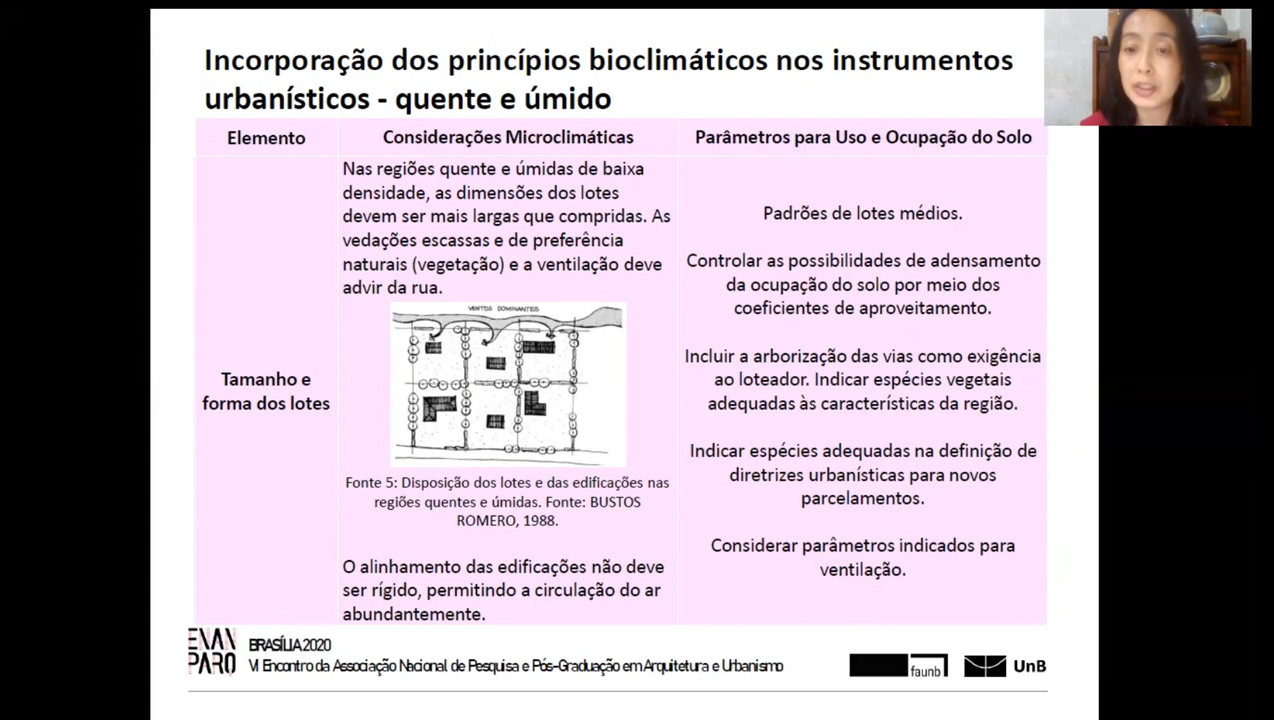 Incorporação dos princípios bioclimáticos nos instrumentos
urbanísticos - quente e úmido
Elemento
Considerações Microclimáticas
Parâmetros para Uso e Ocupação do Solo
Tamanho e
forma dos lotes
Nas regiões quente e úmidas de baixa
densidade, as dimensões dos lotes
devem ser mais largas que compridas. As
vedações escassas e de preferência
naturais (vegetação) e a ventilação deve
advir da rua.
VENTOS DOMINANTES
Fonte 5: Disposição dos lotes e das edificações nas
regiões quentes e úmidas. Fonte: BUSTOS
ROMERO, 1988.
O alinhamento das edificações não deve
ser rígido, permitindo a circulação do ar
abundantemente.
Padrões de lotes médios.
Controlar as possibilidades de adensamento
da ocupação do solo por meio dos
coeficientes de aproveitamento.
Incluir a arborização das vias como exigência
ao loteador. Indicar espécies vegetais
adequadas às características da região.
Indicar espécies adequadas na definição de
diretrizes urbanísticas para novos
parcelamentos.
Considerar parâmetros indicados para
ventilação.
ENAN
PARQ
BRASÍLIA 2020
VI Encontro da Associação Nacional de Pesquisa e Pós-Graduação em Arquitetura e Urbanismo
faunb
UnB